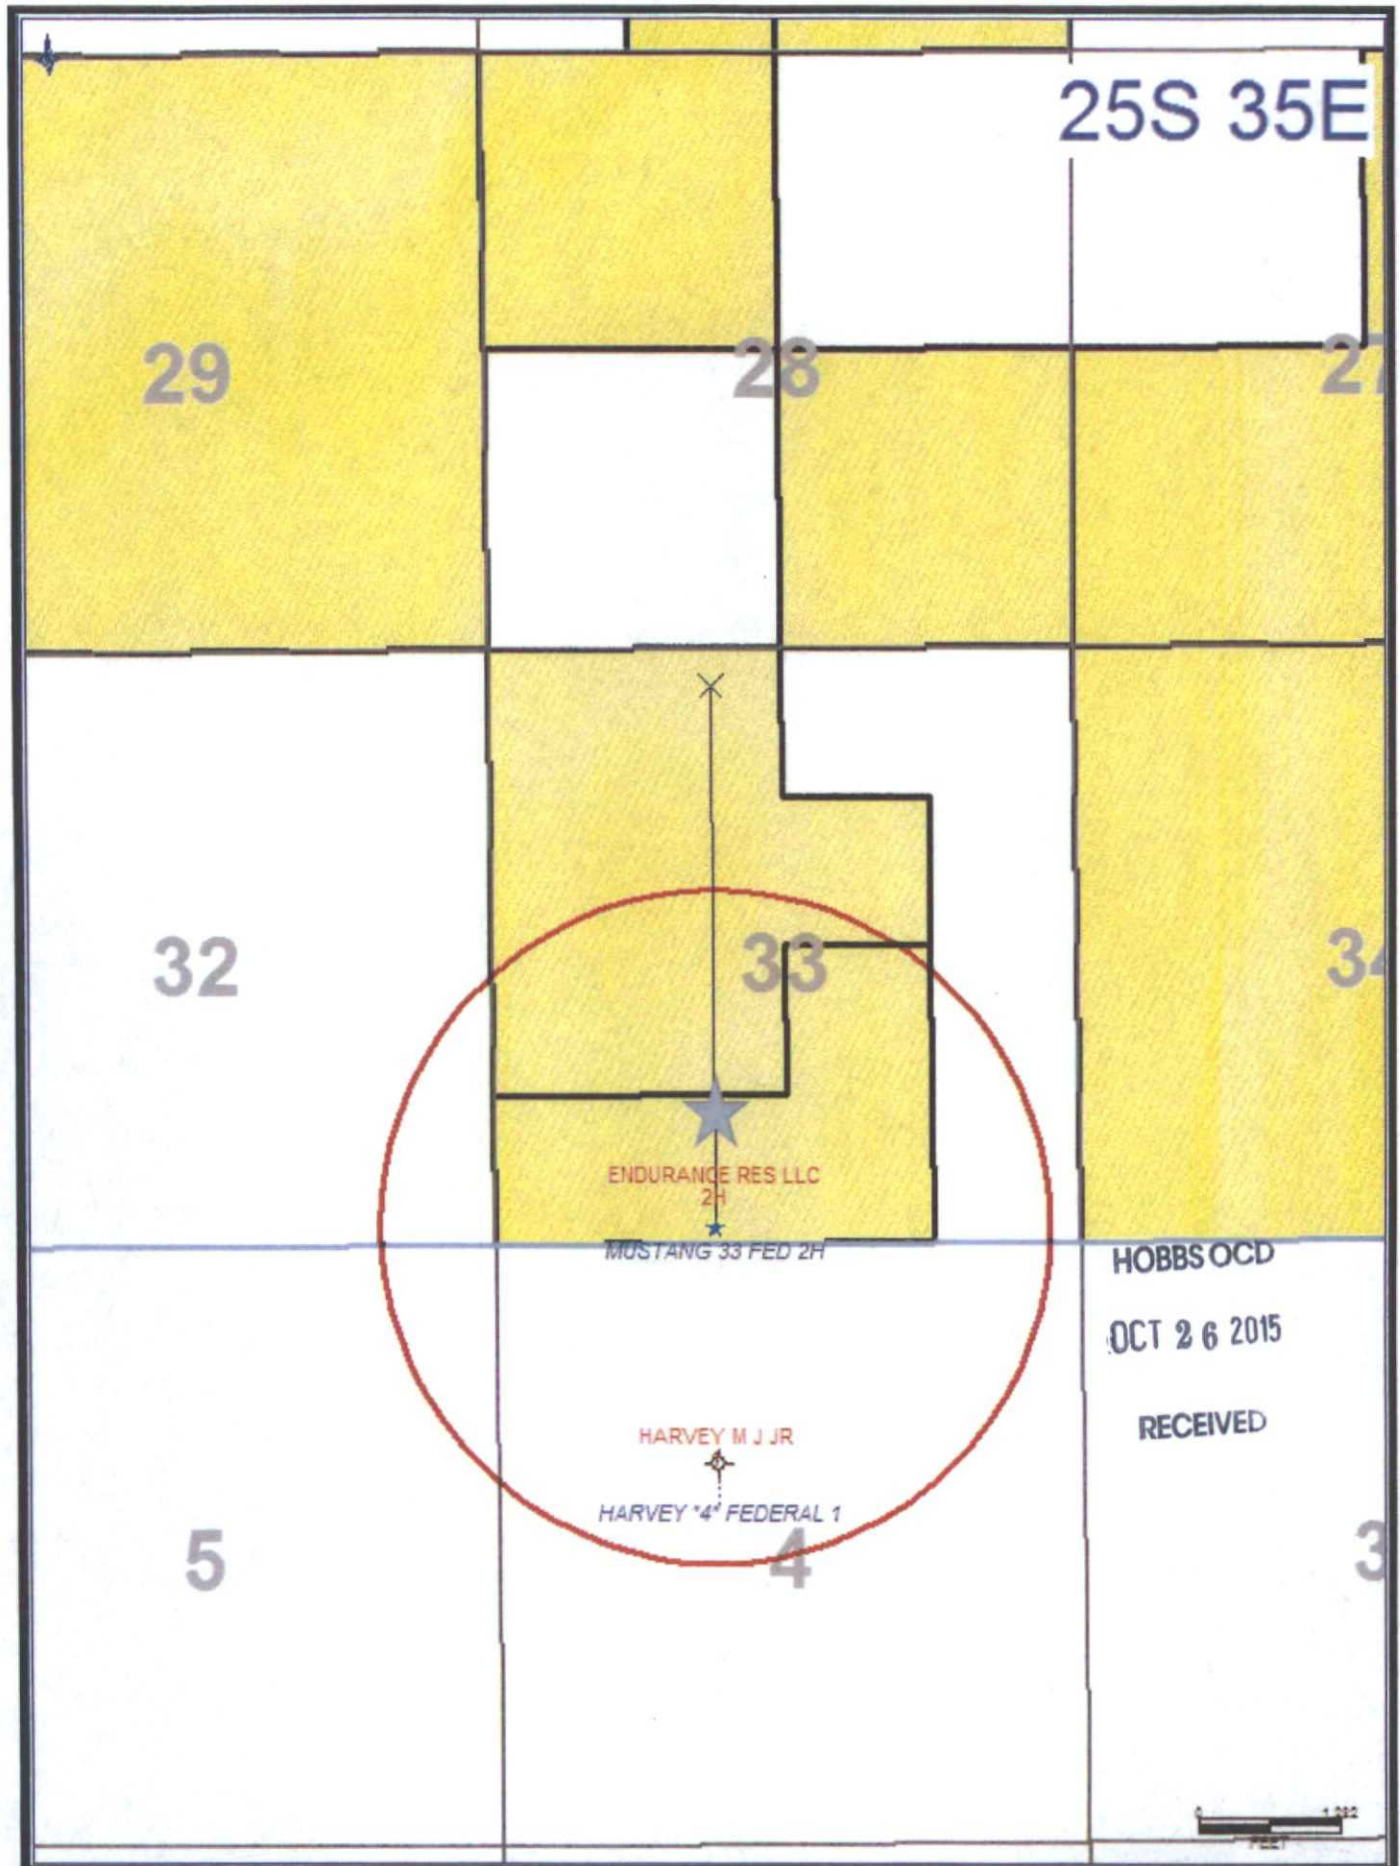 25S 35E
29
28
27
32
33
34
ENDURANCE RES LLC
2H
MUSTANG 33 FED 2H
HOBBS OCD
OCT 26 2015
RECEIVED
HARVEY M J JR
HARVEY "4" FEDERAL 1
5
4
3
0
FEET